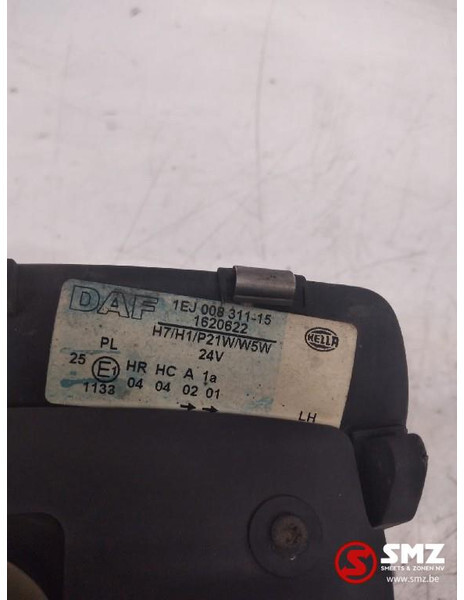 DAF 1EJ 008 311-15
1620622
H7/H1/P21W/W5W
24V
HELLA
PL
25 E1 HR HC A 1a
1133 04 04 02 01
→ →
LH
SMZ
SMEETS & ZONEN NV
www.smz.be